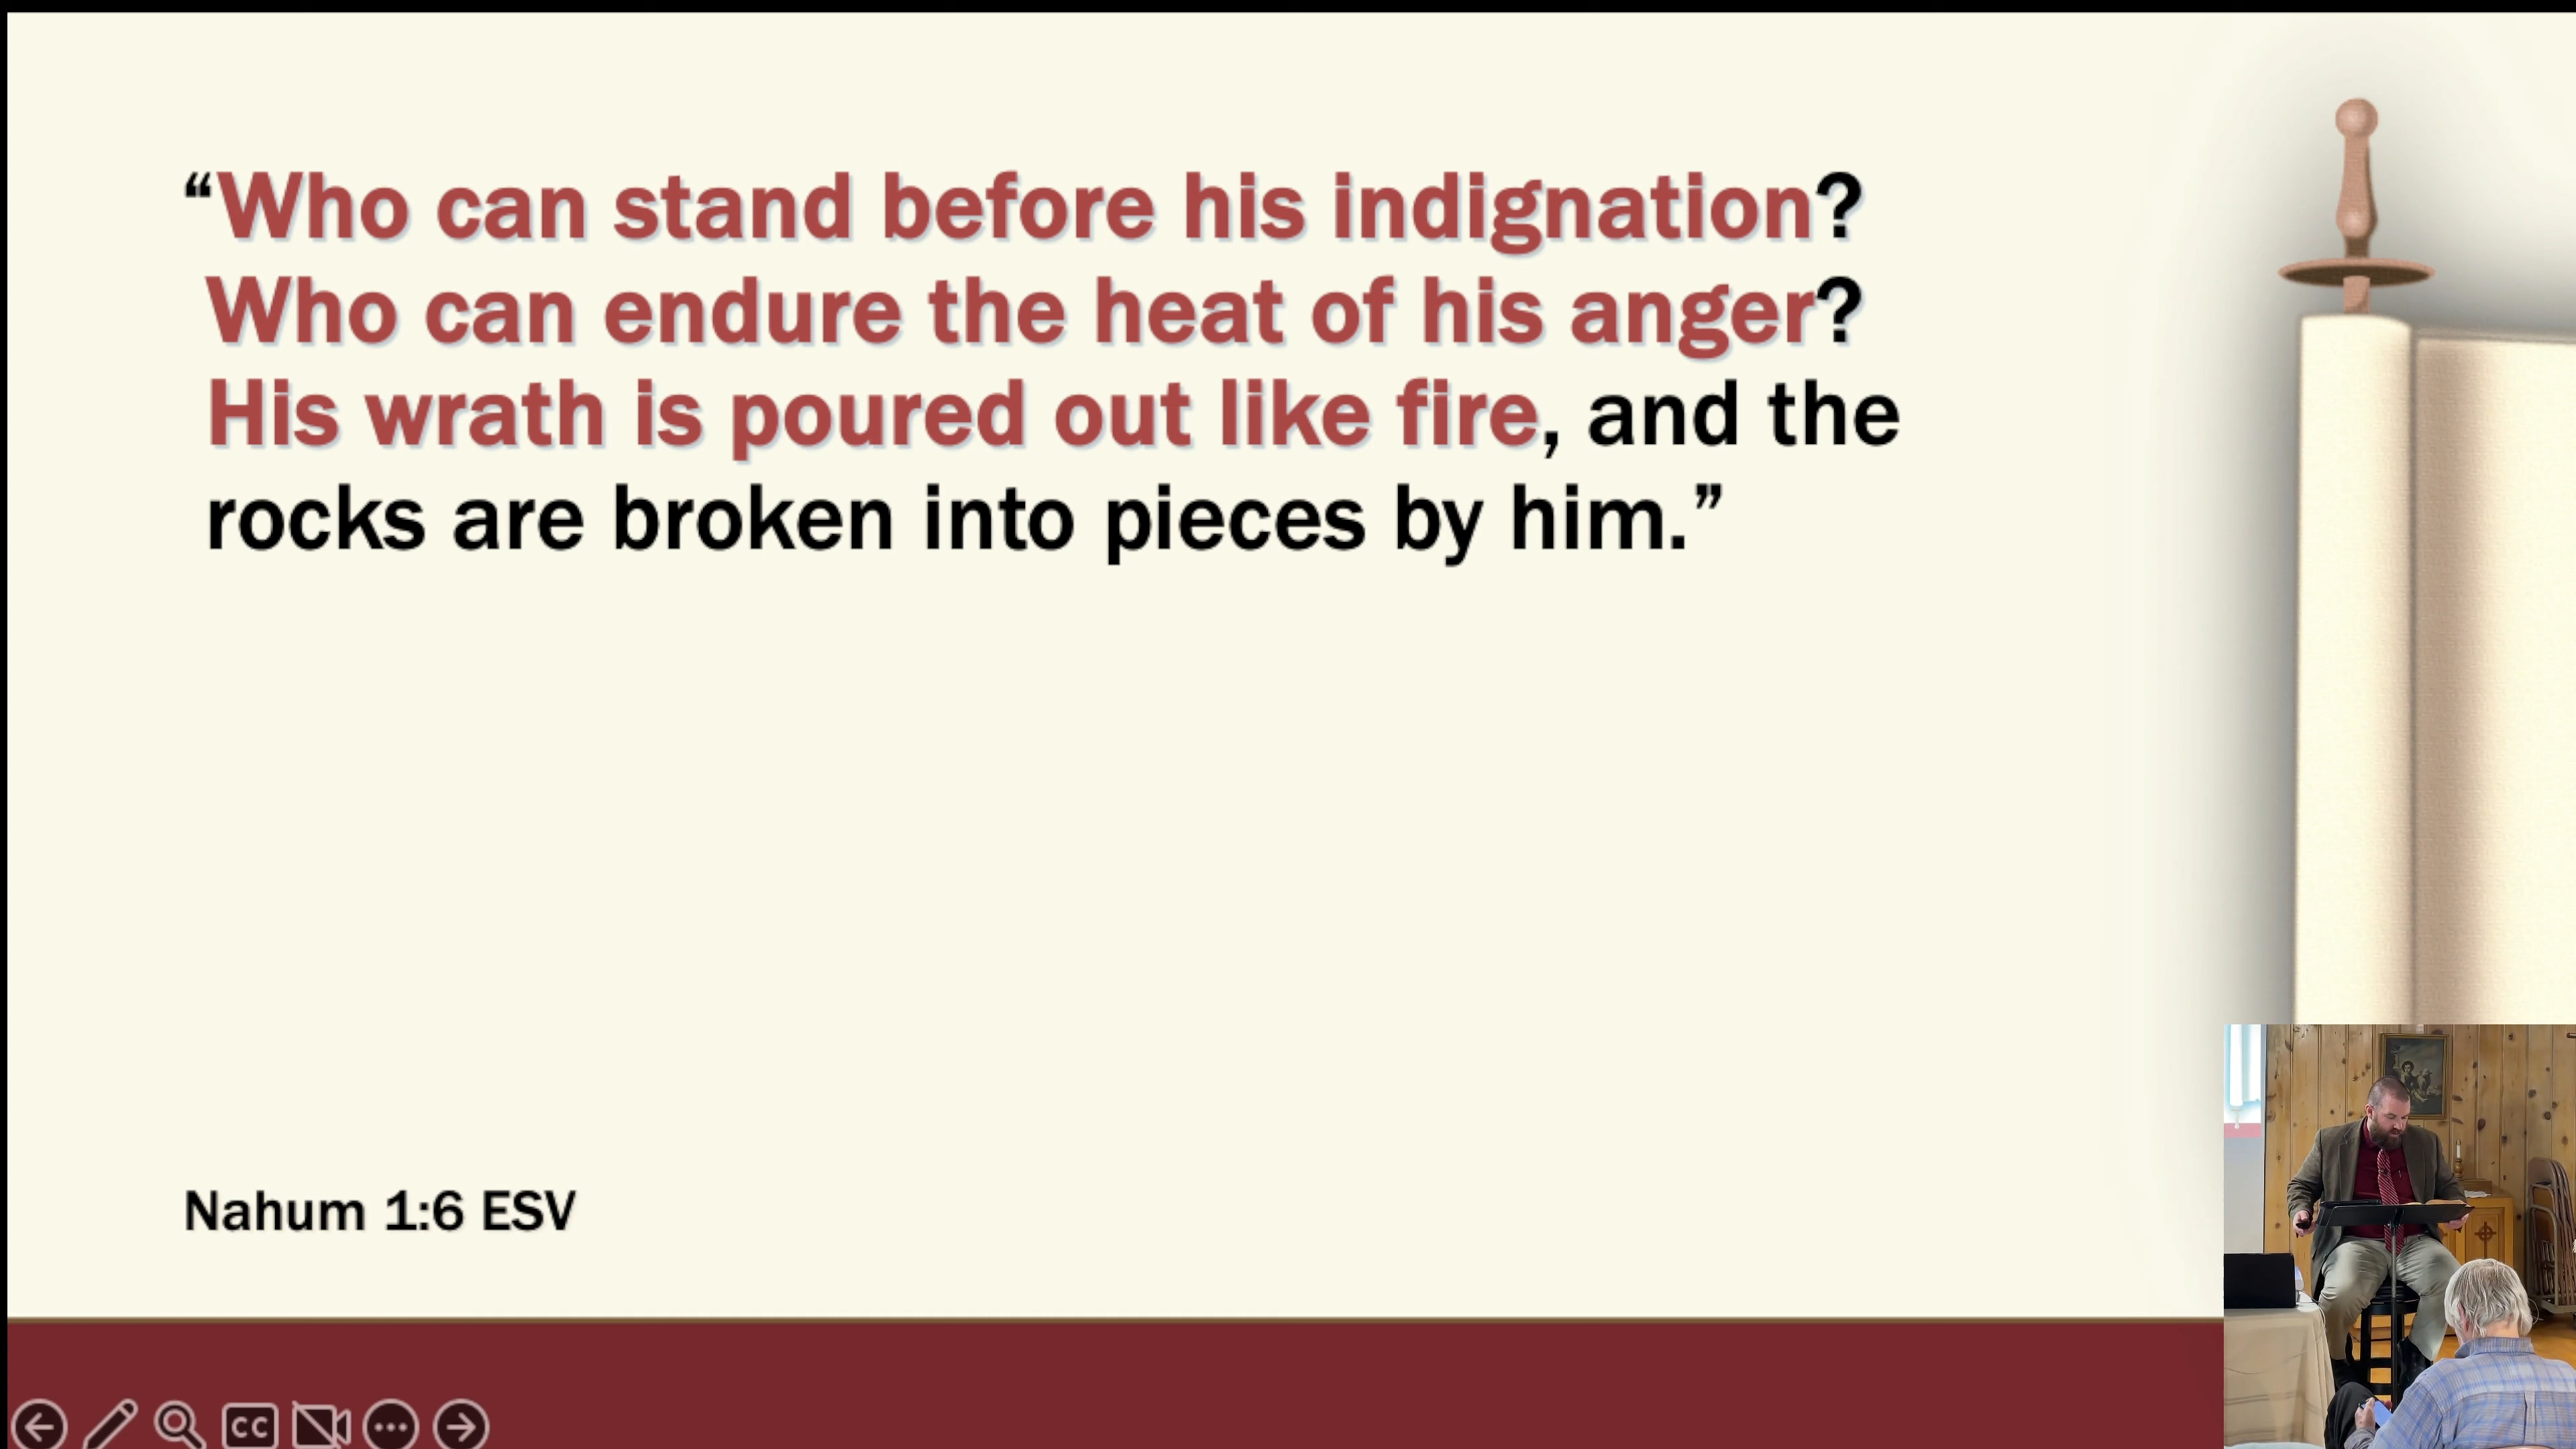 “Who can stand before his indignation?
Who can endure the heat of his anger?
His wrath is poured out like fire, and the
rocks are broken into pieces by him.”
Nahum 1:6 ESV
CC